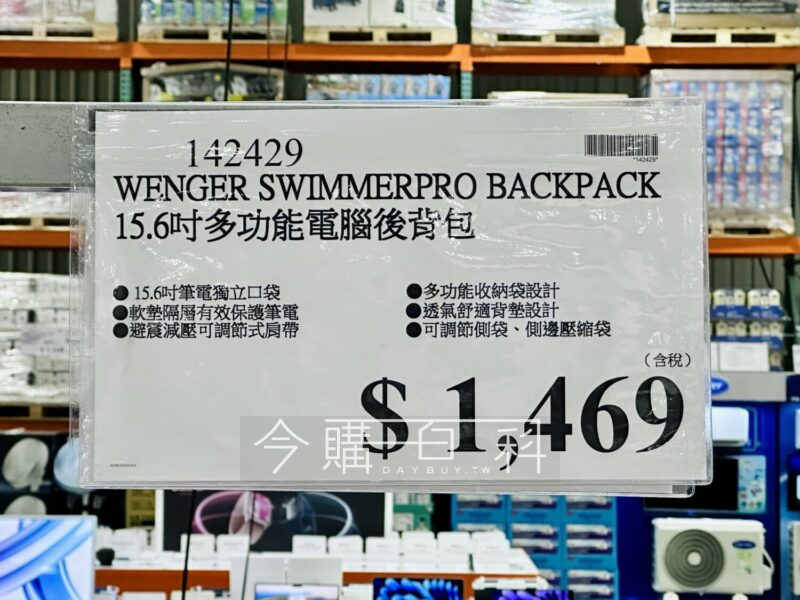 142429
*142429*
WENGER SWIMMERPRO BACKPACK
15.6吋多功能電腦後背包
● 15.6吋筆電獨立口袋
●軟墊隔層有效保護筆電
●避震減壓可調節式肩帶
●多功能收納袋設計
●透氣舒適背墊設計
●可調節側袋、側邊壓縮袋
(含稅)
$ 1,469
今購百科
DAYBUY.TW